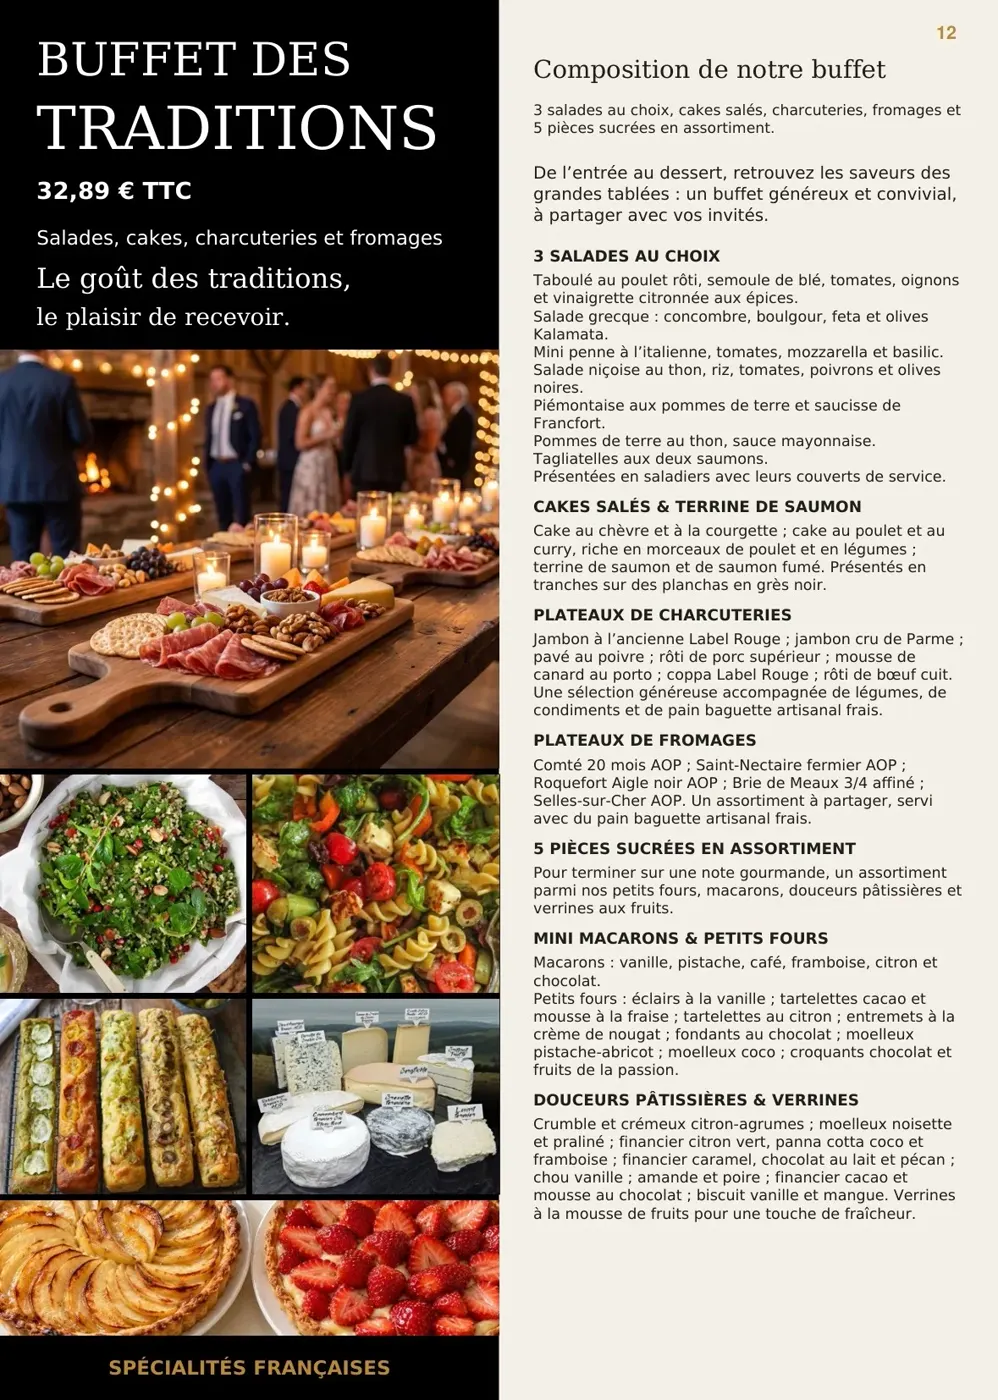 BUFFET DES
TRADITIONS
32,89 € TTC
Salades, cakes, charcuteries et fromages
Le goût des traditions,
le plaisir de recevoir.
SPÉCIALITÉS FRANÇAISES
12
Composition de notre buffet
3 salades au choix, cakes salés, charcuteries, fromages et
5 pièces sucrées en assortiment.
De l’entrée au dessert, retrouvez les saveurs des
grandes tablées : un buffet généreux et convivial,
à partager avec vos invités.
3 SALADES AU CHOIX
Taboulé au poulet rôti, semoule de blé, tomates, oignons
et vinaigrette citronnée aux épices.
Salade grecque : concombre, boulgour, feta et olives
Kalamata.
Mini penne à l’italienne, tomates, mozzarella et basilic.
Salade niçoise au thon, riz, tomates, poivrons et olives
noires.
Piémontaise aux pommes de terre et saucisse de
Francfort.
Pommes de terre au thon, sauce mayonnaise.
Tagliatelles aux deux saumons.
Présentées en saladiers avec leurs couverts de service.
CAKES SALÉS & TERRINE DE SAUMON
Cake au chèvre et à la courgette ; cake au poulet et au
curry, riche en morceaux de poulet et en légumes ;
terrine de saumon et de saumon fumé. Présentés en
tranches sur des planchas en grès noir.
PLATEAUX DE CHARCUTERIES
Jambon à l’ancienne Label Rouge ; jambon cru de Parme ;
pavé au poivre ; rôti de porc supérieur ; mousse de
canard au porto ; coppa Label Rouge ; rôti de bœuf cuit.
Une sélection généreuse accompagnée de légumes, de
condiments et de pain baguette artisanal frais.
PLATEAUX DE FROMAGES
Comté 20 mois AOP ; Saint-Nectaire fermier AOP ;
Roquefort Aigle noir AOP ; Brie de Meaux 3/4 affiné ;
Selles-sur-Cher AOP. Un assortiment à partager, servi
avec du pain baguette artisanal frais.
5 PIÈCES SUCRÉES EN ASSORTIMENT
Pour terminer sur une note gourmande, un assortiment
parmi nos petits fours, macarons, douceurs pâtissières et
verrines aux fruits.
MINI MACARONS & PETITS FOURS
Macarons : vanille, pistache, café, framboise, citron et
chocolat.
Petits fours : éclairs à la vanille ; tartelettes cacao et
mousse à la fraise ; tartelettes au citron ; entremets à la
crème de nougat ; fondants au chocolat ; moelleux
pistache-abricot ; moelleux coco ; croquants chocolat et
fruits de la passion.
DOUCEURS PÂTISSIÈRES & VERRINES
Crumble et crémeux citron-agrumes ; moelleux noisette
et praliné ; financier citron vert, panna cotta coco et
framboise ; financier caramel, chocolat au lait et pécan ;
chou vanille ; amande et poire ; financier cacao et
mousse au chocolat ; biscuit vanille et mangue. Verrines
à la mousse de fruits pour une touche de fraîcheur.